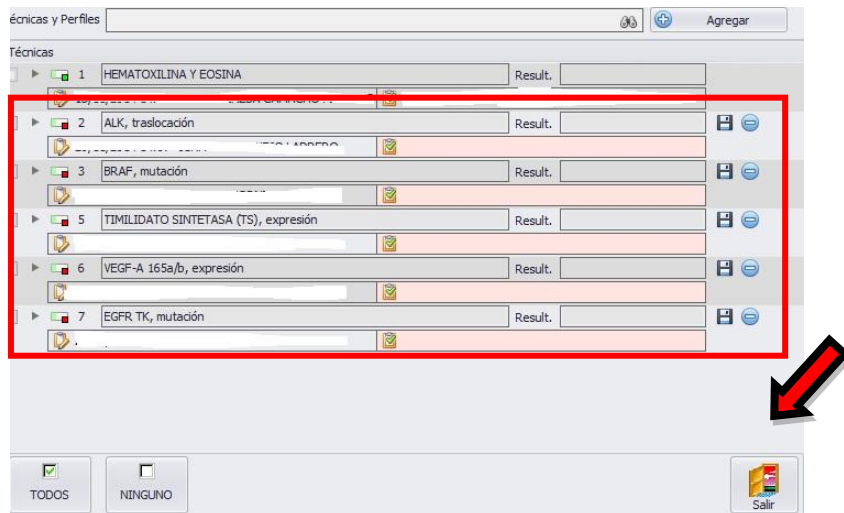 écnicas y Perfiles Agregar
Técnicas
1 HEMATOXILINA Y EOSINA Result.
2 ALK, traslocación Result.
3 BRAF, mutación Result.
5 TIMILIDATO SINTETASA (TS), expresión Result.
6 VEGF-A 165a/b, expresión Result.
7 EGFR TK, mutación Result.
TODOS NINGUNO Salir